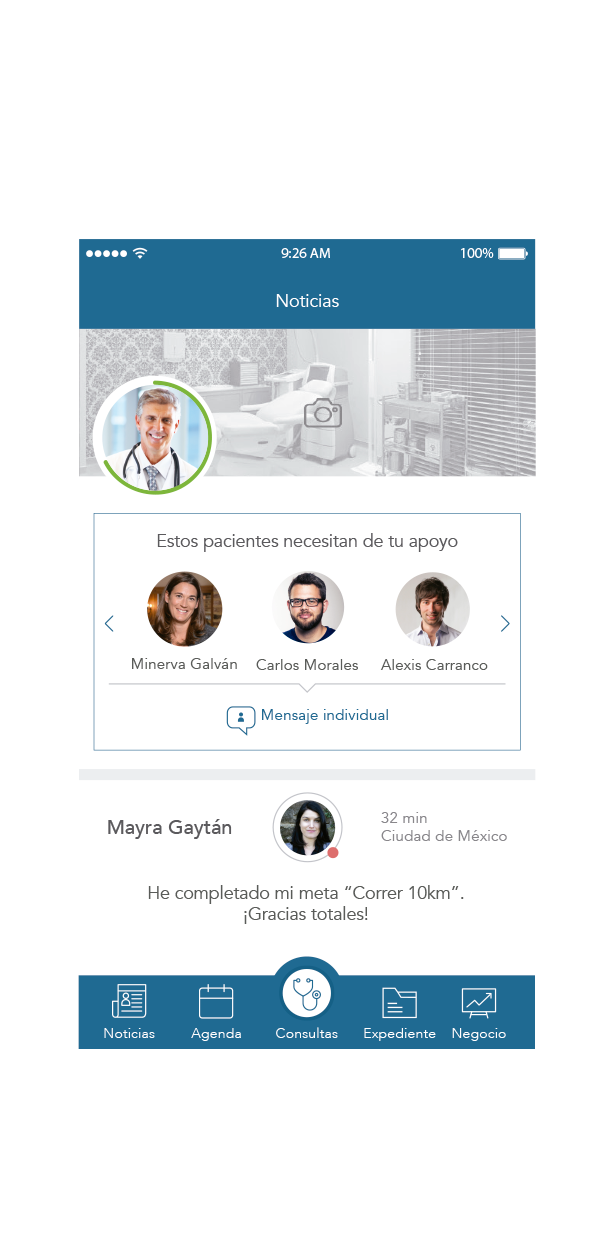 9:26 AM
100%
Noticias
Estos pacientes necesitan de tu apoyo
Minerva Galván
Carlos Morales
Alexis Carranco
Mensaje individual
Mayra Gaytán
32 min
Ciudad de México
He completado mi meta “Correr 10km”.
¡Gracias totales!
Noticias
Agenda
Consultas
Expediente
Negocio